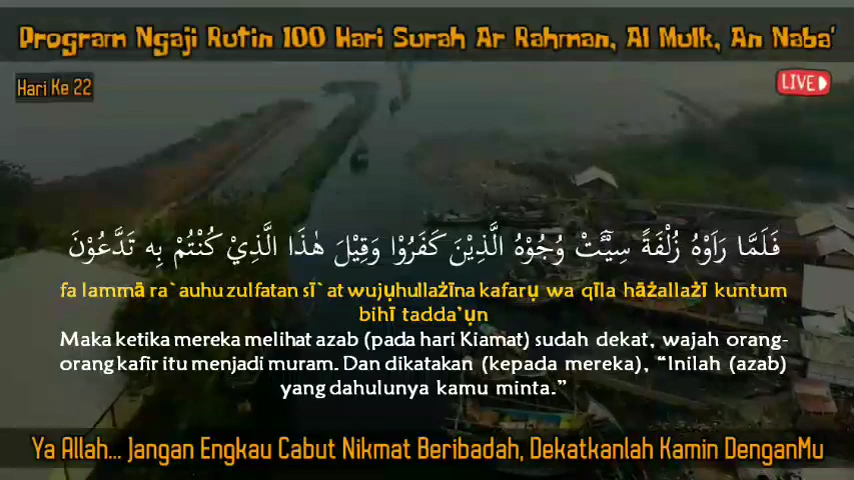 Program Ngaji Rutin 100 Hari Surah Ar Rahman, Al Mulk, An Naba'
Hari Ke 22
LIVE
فَلَمَّا رَاَوْهُ زُلْفَةً سِيْٓـَٔتْ وُجُوْهُ الَّذِيْنَ كَفَرُوْا وَقِيْلَ هٰذَا الَّذِيْ كُنْتُمْ بِهٖ تَدَّعُوْنَ
fa lammā ra`auhu zulfatan sī`at wujụhullażīna kafarụ wa qīla hāżallażī kuntum
bihī tadda'ụn
Maka ketika mereka melihat azab (pada hari Kiamat) sudah dekat, wajah orang-
orang kafir itu menjadi muram. Dan dikatakan (kepada mereka), “Inilah (azab)
yang dahulunya kamu minta.”
Ya Allah... Jangan Engkau Cabut Nikmat Beribadah, Dekatkanlah Kamin DenganMu